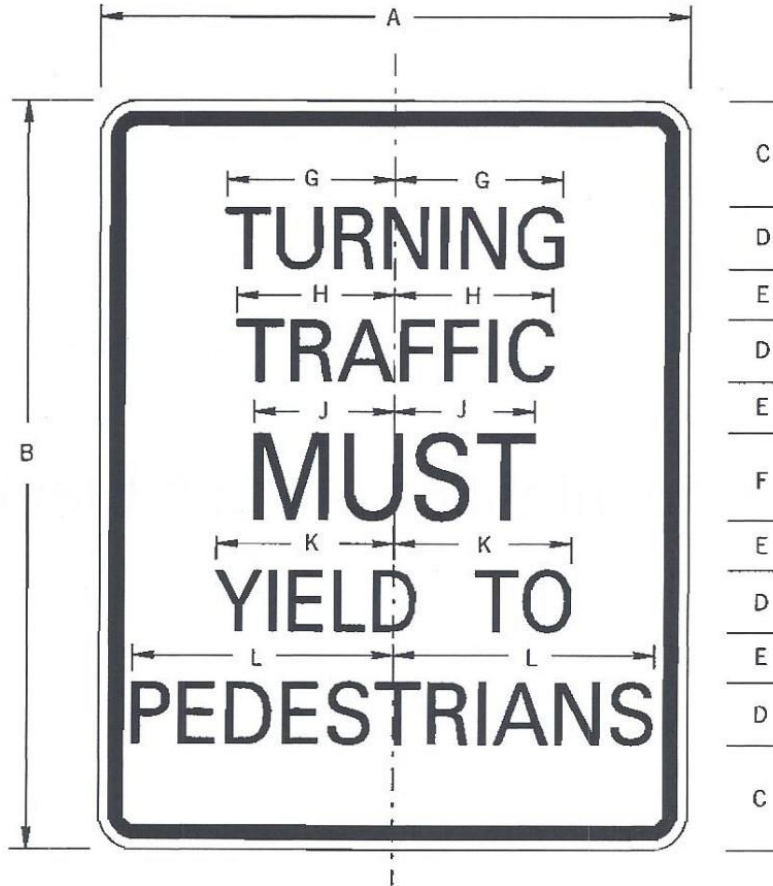 A
C
G G
TURNING
D
H H
E
TRAFFIC
D
J J
E
B
MUST
F
K K
E
YIELD TO
D
L L
E
PEDESTRIANS
D
C